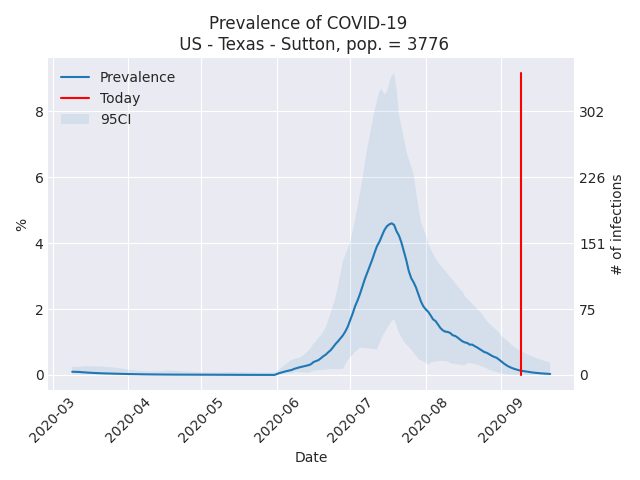 Prevalence of COVID-19
US - Texas - Sutton, pop. = 3776
Prevalence
Today
95CI
8
6
4
2
0
%
302
226
151
75
0
# of infections
2020-03
2020-04
2020-05
2020-06
2020-07
2020-08
2020-09
Date